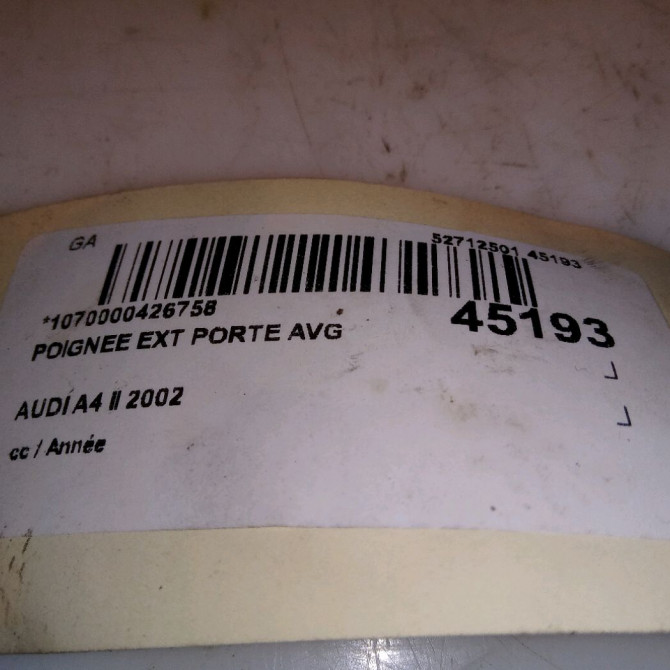 GA
52712501 45193
*1070000426758
45193
POIGNEE EXT PORTE AVG
AUDI A4 II 2002
cc / Année